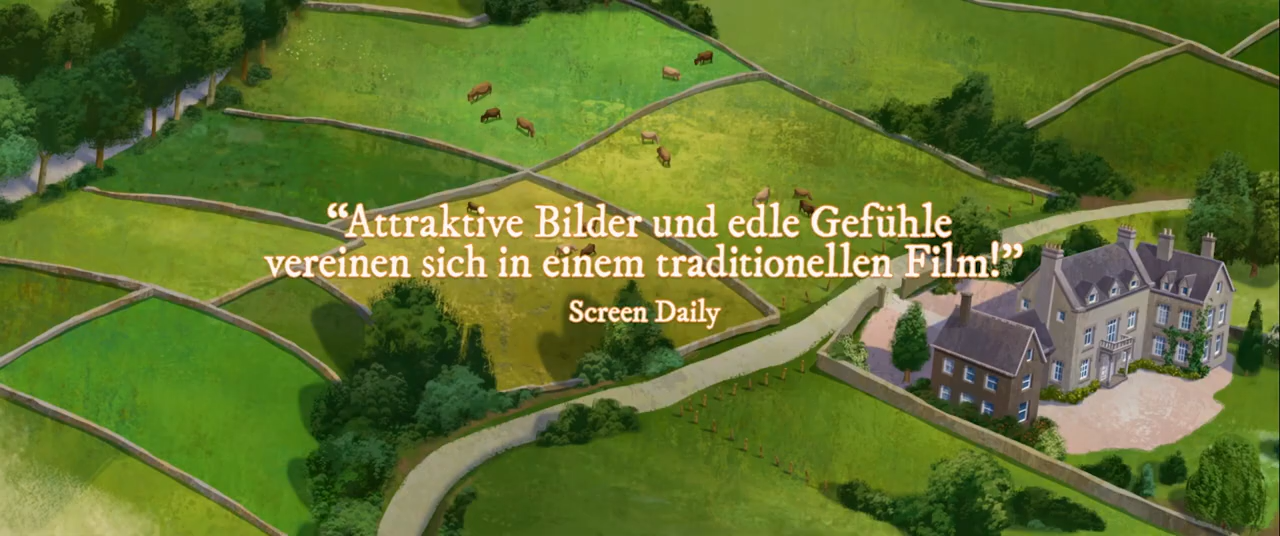 “Attraktive Bilder und edle Gefühle
vereinen sich in einem traditionellen Film!”
Screen Daily